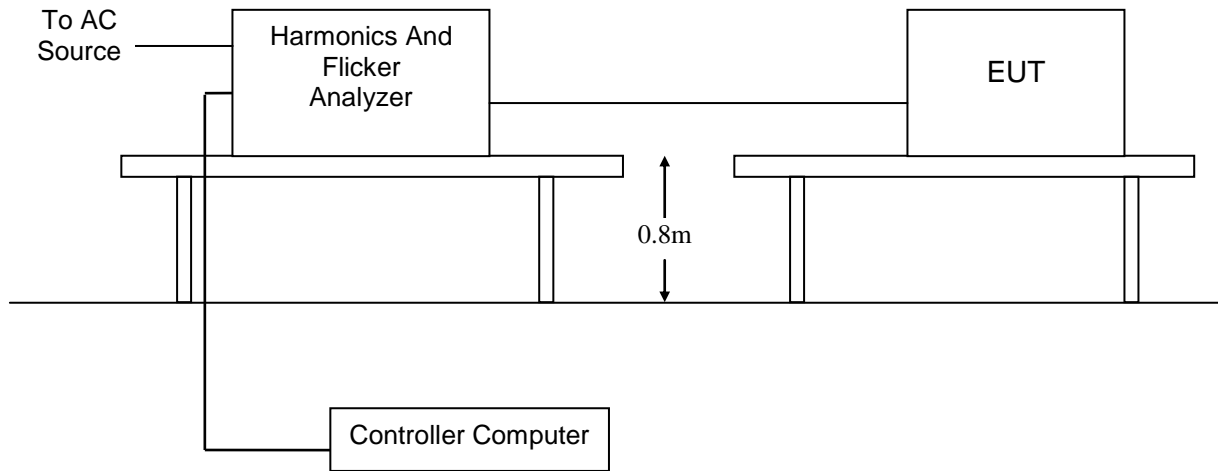 To AC
Source
Harmonics And
Flicker
Analyzer
EUT
0.8m
Controller Computer